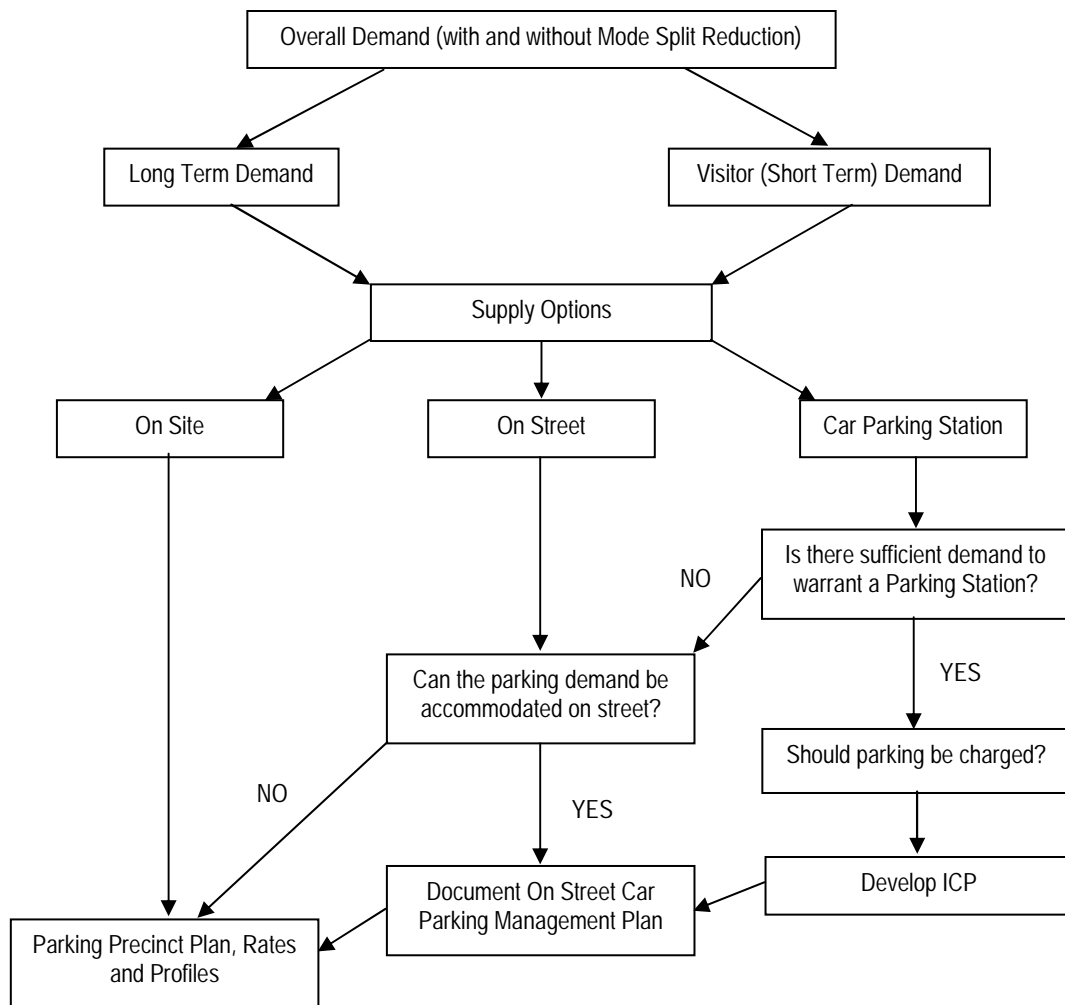 Overall Demand (with and without Mode Split Reduction)
Long Term Demand
Visitor (Short Term) Demand
Supply Options
On Site
On Street
Car Parking Station
Is there sufficient demand to
warrant a Parking Station?
NO
Can the parking demand be
accommodated on street?
YES
Should parking be charged?
NO
YES
Develop ICP
Document On Street Car
Parking Management Plan
Parking Precinct Plan, Rates
and Profiles